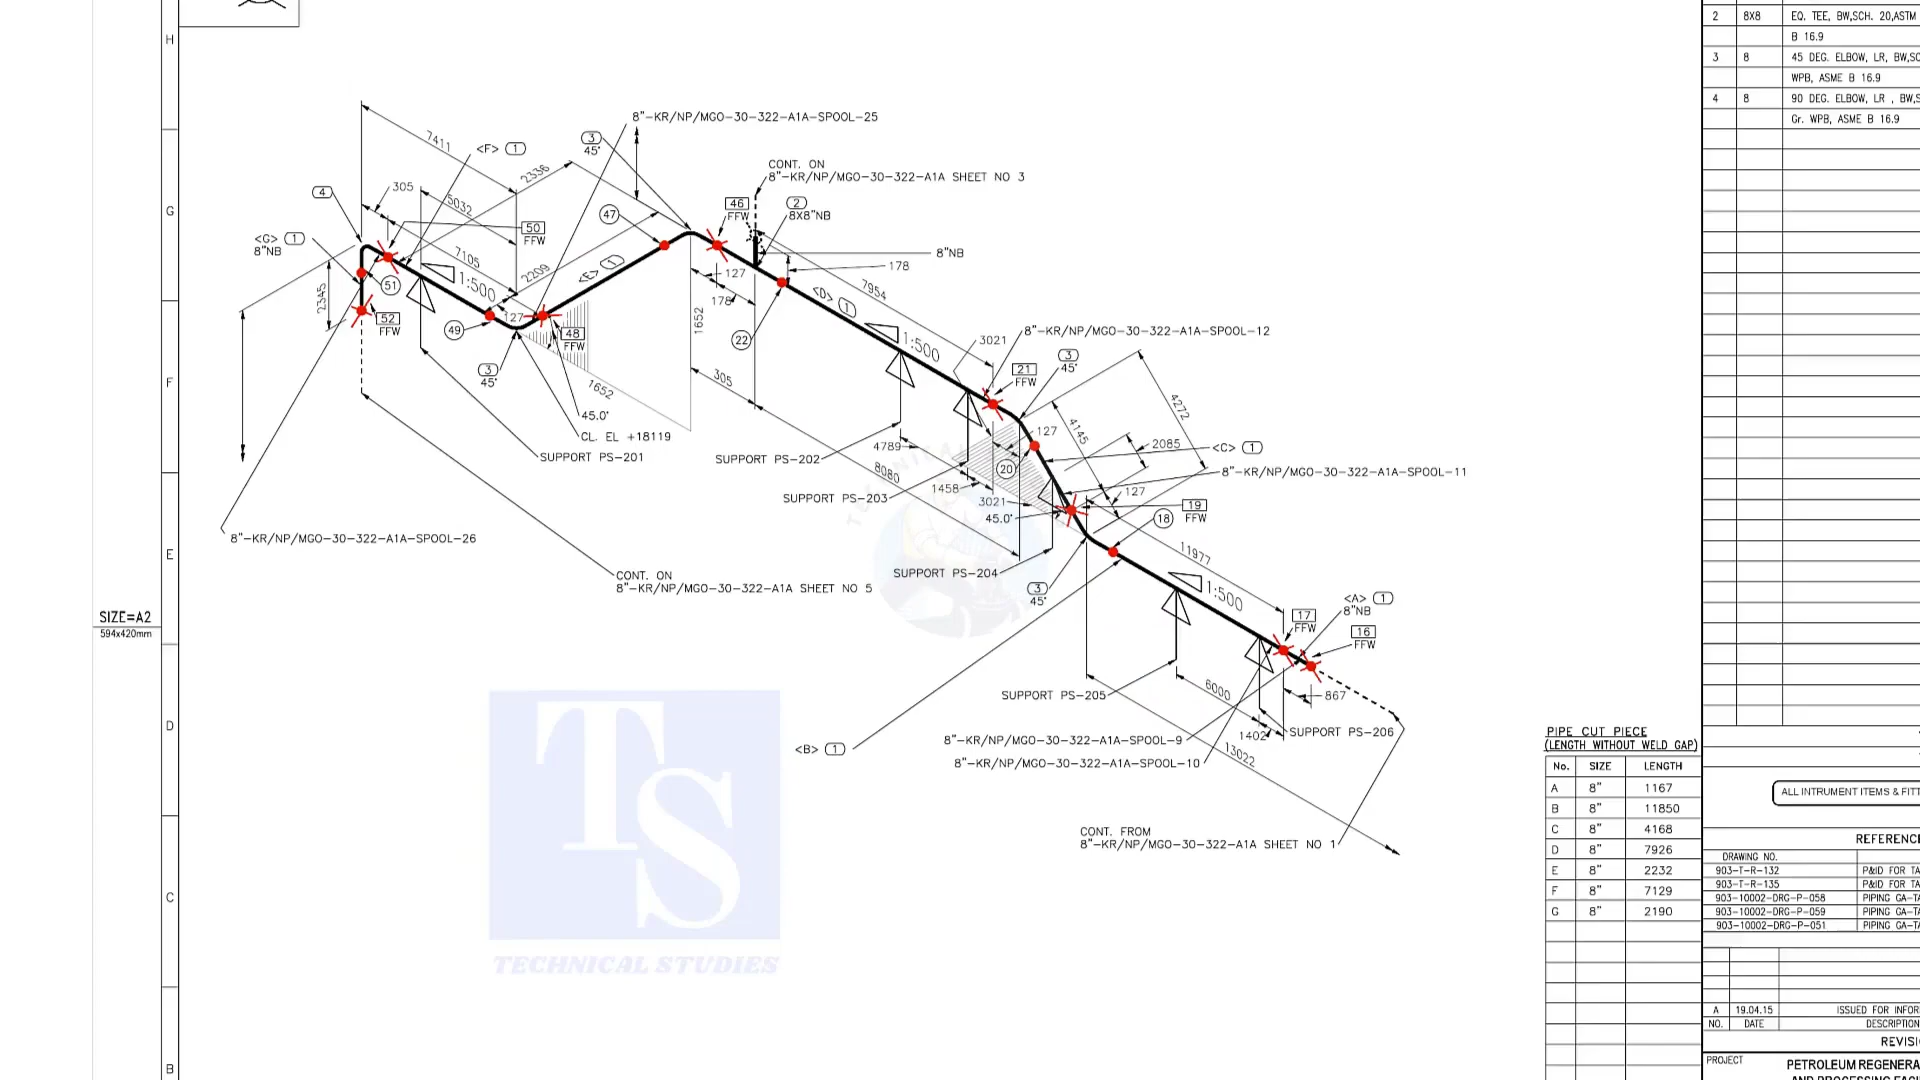 H
G
F
E
D
C
B
SIZE=A2
594x420mm
8"-KR/NP/MGO-30-322-A1A-SPOOL-25
3
45°
7411
<F> 1
2336
CONT. ON
8"-KR/NP/MGO-30-322-A1A SHEET NO 3
4
305
5032
46
FFW
2
8X8"NB
47
50
FFW
<G> 1
8"NB
8"NB
7105
2209
<E> 1
178
127
178
51
1:500
2345
7954
<D> 1
52
FFW
49
127
48
FFW
1652
22
1:500
3021
8"-KR/NP/MGO-30-322-A1A-SPOOL-12
3
45°
3
45°
21
FFW
305
1652
45.0°
CL. EL +18119
SUPPORT PS-201
SUPPORT PS-202
4272
4145
127
2085
<C> 1
4789
8080
20
8"-KR/NP/MGO-30-322-A1A-SPOOL-11
SUPPORT PS-203
1458
3021
45.0°
127
19
FFW
18
8"-KR/NP/MGO-30-322-A1A-SPOOL-26
11977
CONT. ON
8"-KR/NP/MGO-30-322-A1A SHEET NO 5
SUPPORT PS-204
3
45°
1:500
<A> 1
8"NB
17
FFW
16
FFW
SUPPORT PS-205
6000
867
<B> 1
8"-KR/NP/MGO-30-322-A1A-SPOOL-9
1402
SUPPORT PS-206
8"-KR/NP/MGO-30-322-A1A-SPOOL-10
13022
CONT. FROM
8"-KR/NP/MGO-30-322-A1A SHEET NO 1
TS
TECHNICAL STUDIES
2 8X8 EQ. TEE, BW,SCH. 20,ASTM
B 16.9
3 8 45 DEG. ELBOW, LR, BW,SC
WPB, ASME B 16.9
4 8 90 DEG. ELBOW, LR , BW,S
Gr. WPB, ASME B 16.9
PIPE CUT PIECE
(LENGTH WITHOUT WELD GAP)
No. SIZE LENGTH
A 8" 1167
B 8" 11850
C 8" 4168
D 8" 7926
E 8" 2232
F 8" 7129
G 8" 2190
ALL INTRUMENT ITEMS & FITT
REFERENCE
DRAWING NO.
903-T-R-132 P&ID FOR TA
903-T-R-135 P&ID FOR TA
903-10002-DRG-P-058 PIPING GA-TA
903-10002-DRG-P-059 PIPING GA-TA
903-10002-DRG-P-051 PIPING GA-TA
A 19.04.15 ISSUED FOR INFOR
NO. DATE DESCRIPTION
REVISI
PROJECT
PETROLEUM REGENERA
AND PROCESSING FACI